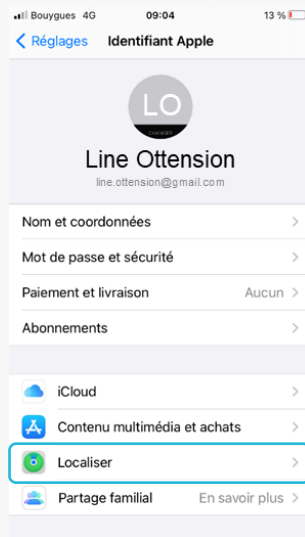 Bouygues 4G 09:04 13 %
Réglages Identifiant Apple
LO
CHANGER
Line Ottension
line.ottension@gmail.com
Nom et coordonnées
Mot de passe et sécurité
Paiement et livraison Aucun
Abonnements
iCloud
Contenu multimédia et achats
Localiser
Partage familial En savoir plus